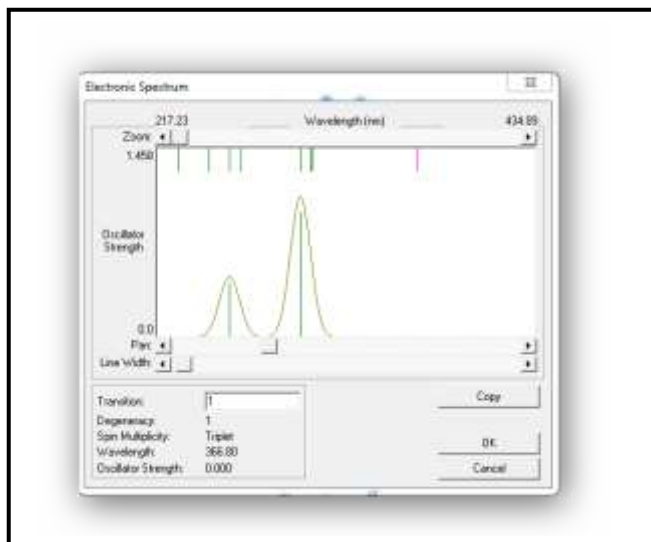 Electronic Spectrum
217.23 Wavelength (nm) 434.89
Zoom:
1.450
Oscillator
Strength
0.0
Pan:
Line Width:
Transition: 1
Degeneracy: 1
Spin Multiplicity: Triplet
Wavelength: 366.80
Oscillator Strength: 0.000
Copy
OK
Cancel